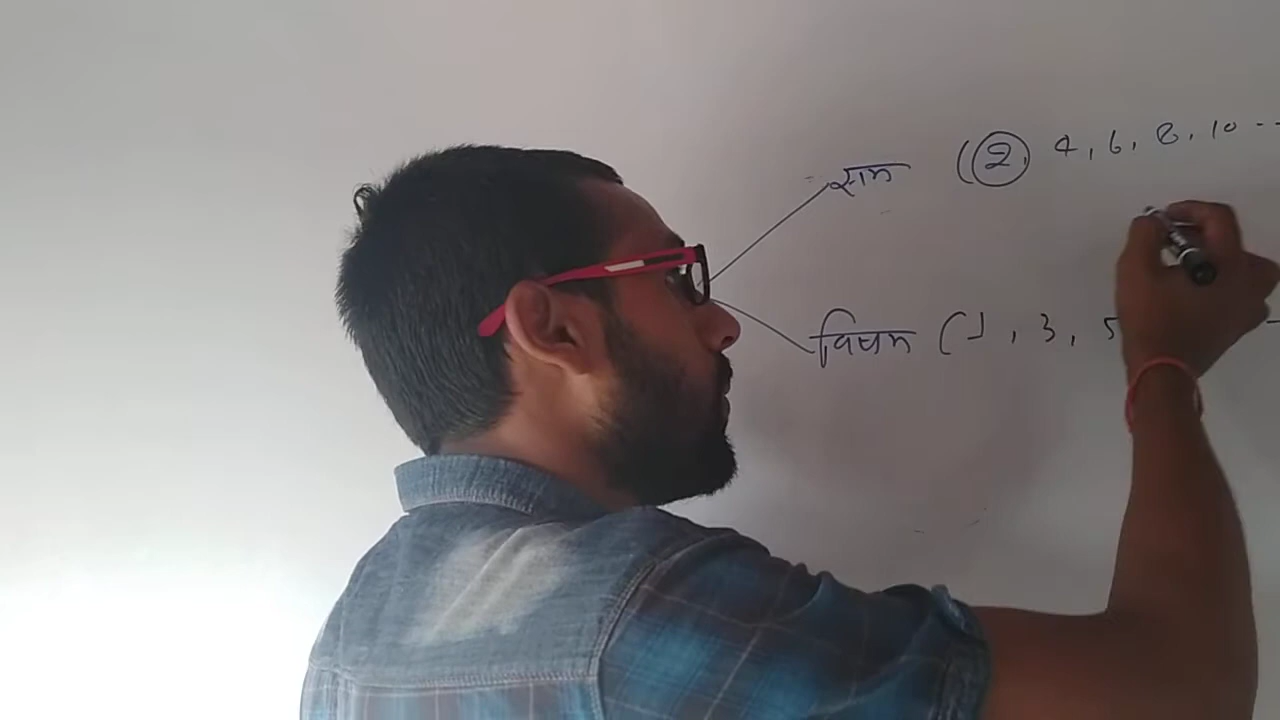 सम (2, 4, 6, 8, 10 --
विषम (1, 3, 5